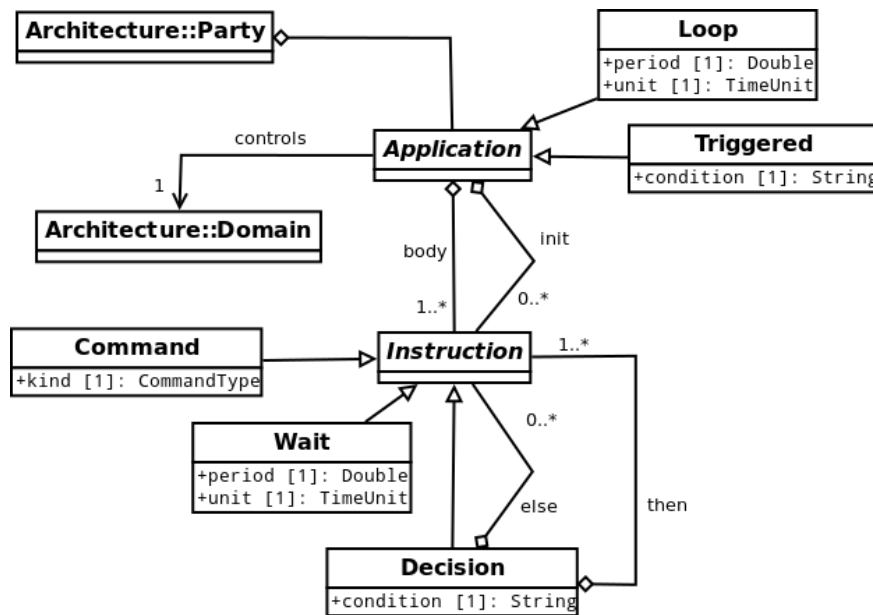 Architecture::Party
Loop
+period [1]: Double
+unit [1]: TimeUnit
controls
Application
Triggered
+condition [1]: String
1
Architecture::Domain
body
init
1..*
0..*
Command
+kind [1]: CommandType
Instruction
1..*
Wait
+period [1]: Double
+unit [1]: TimeUnit
0..*
else
then
Decision
+condition [1]: String